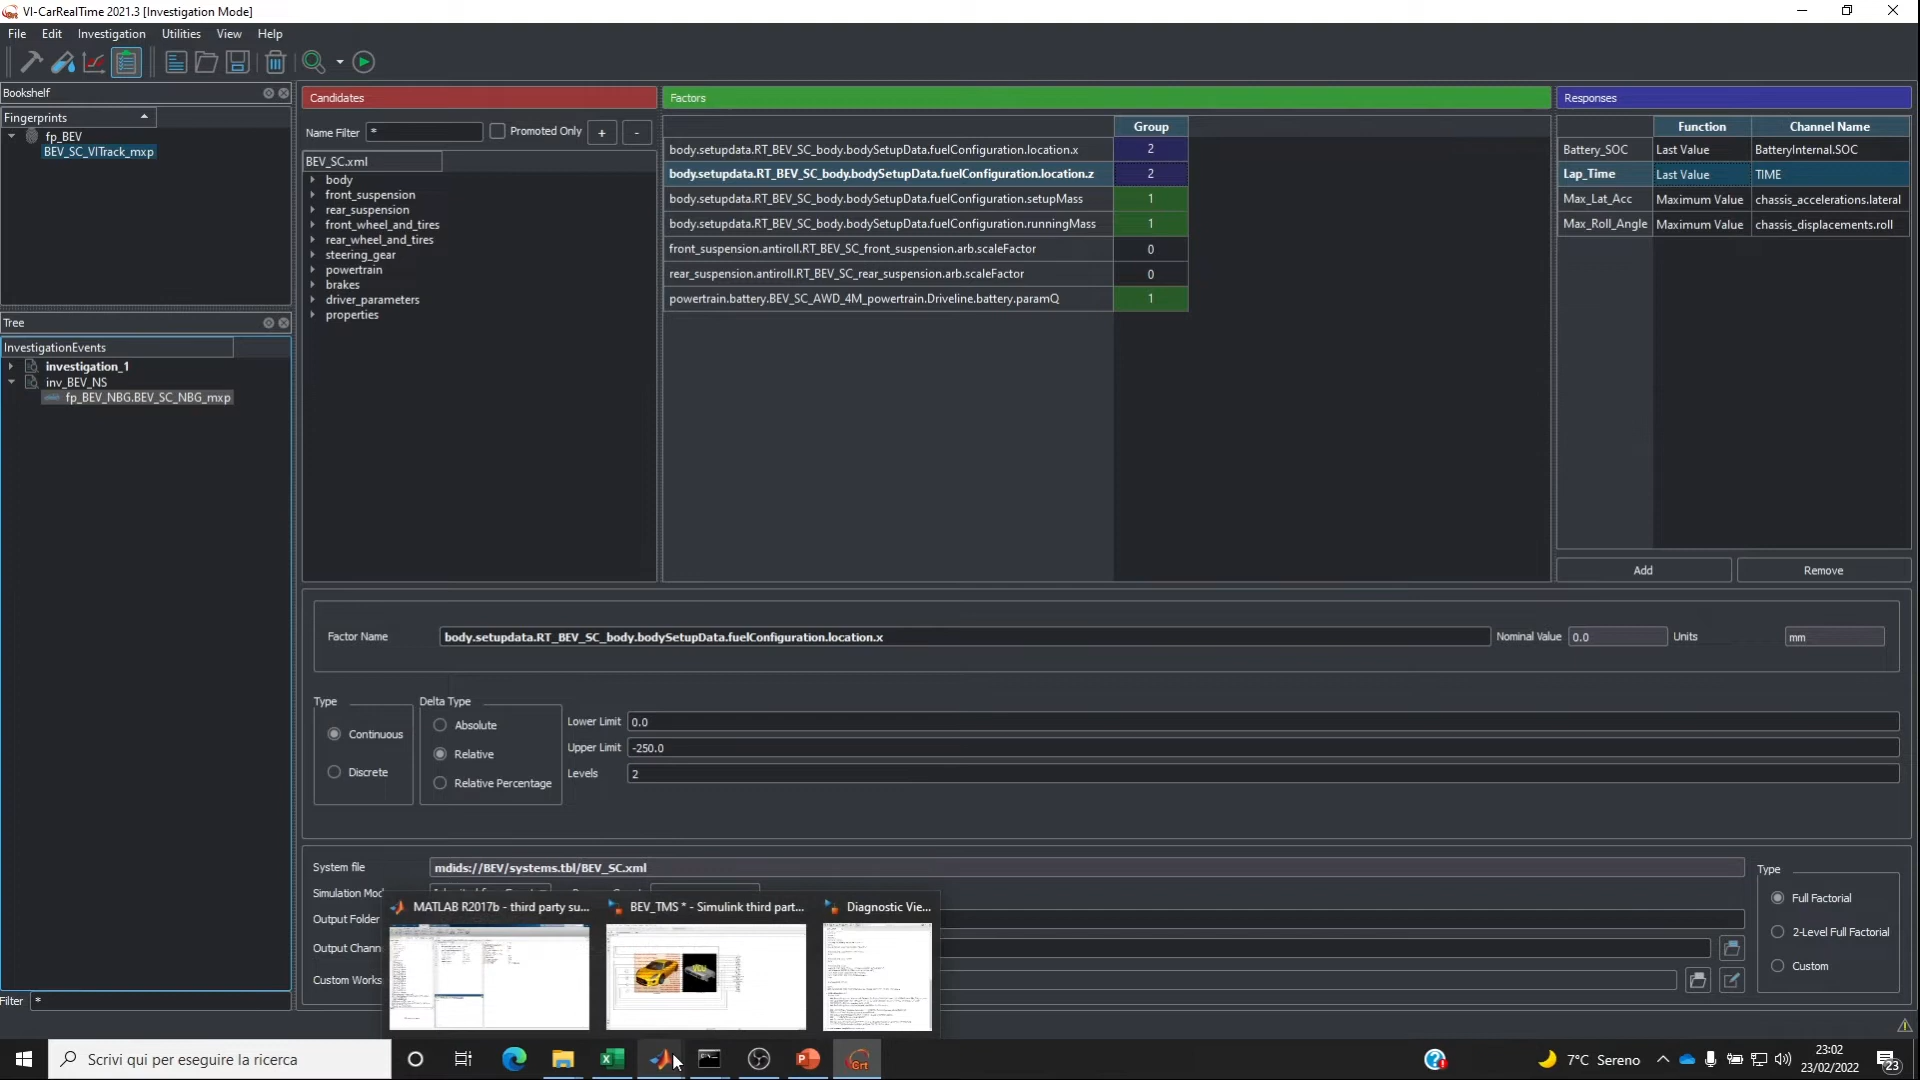 VI-CarRealTime 2021.3 [Investigation Mode]
File Edit Investigation Utilities View Help
Bookshelf
Fingerprints
fp_BEV
BEV_SC_VITrack_mxp
Tree
InvestigationEvents
investigation_1
inv_BEV_NS
fp_BEV_NBG.BEV_SC_NBG_mxp
Filter *
Candidates
Name Filter * Promoted Only + -
BEV_SC.xml
body
front_suspension
rear_suspension
front_wheel_and_tires
rear_wheel_and_tires
steering_gear
powertrain
brakes
driver_parameters
properties
Factors
Group
body.setupdata.RT_BEV_SC_body.bodySetupData.fuelConfiguration.location.x 2
body.setupdata.RT_BEV_SC_body.bodySetupData.fuelConfiguration.location.z 2
body.setupdata.RT_BEV_SC_body.bodySetupData.fuelConfiguration.setupMass 1
body.setupdata.RT_BEV_SC_body.bodySetupData.fuelConfiguration.runningMass 1
front_suspension.antiroll.RT_BEV_SC_front_suspension.arb.scaleFactor 0
rear_suspension.antiroll.RT_BEV_SC_rear_suspension.arb.scaleFactor 0
powertrain.battery.BEV_SC_AWD_4M_powertrain.Driveline.battery.paramQ 1
Responses
Function Channel Name
Battery_SOC Last Value BatteryInternal.SOC
Lap_Time Last Value TIME
Max_Lat_Acc Maximum Value chassis_accelerations.lateral
Max_Roll_Angle Maximum Value chassis_displacements.roll
Add Remove
Factor Name body.setupdata.RT_BEV_SC_body.bodySetupData.fuelConfiguration.location.x Nominal Value 0.0 Units mm
Type
Continuous
Discrete
Delta Type
Absolute
Relative
Relative Percentage
Lower Limit 0.0
Upper Limit -250.0
Levels 2
System file mdids://BEV/systems.tbl/BEV_SC.xml
Simulation Mod
Output Folder
Output Chann
Custom Works
Type
Full Factorial
2-Level Full Factorial
Custom
MATLAB R2017b - third party su... BEV_TMS * - Simulink third part... Diagnostic Vie...
Scrivi qui per eseguire la ricerca
Crt
7°C Sereno
23:02
23/02/2022
23